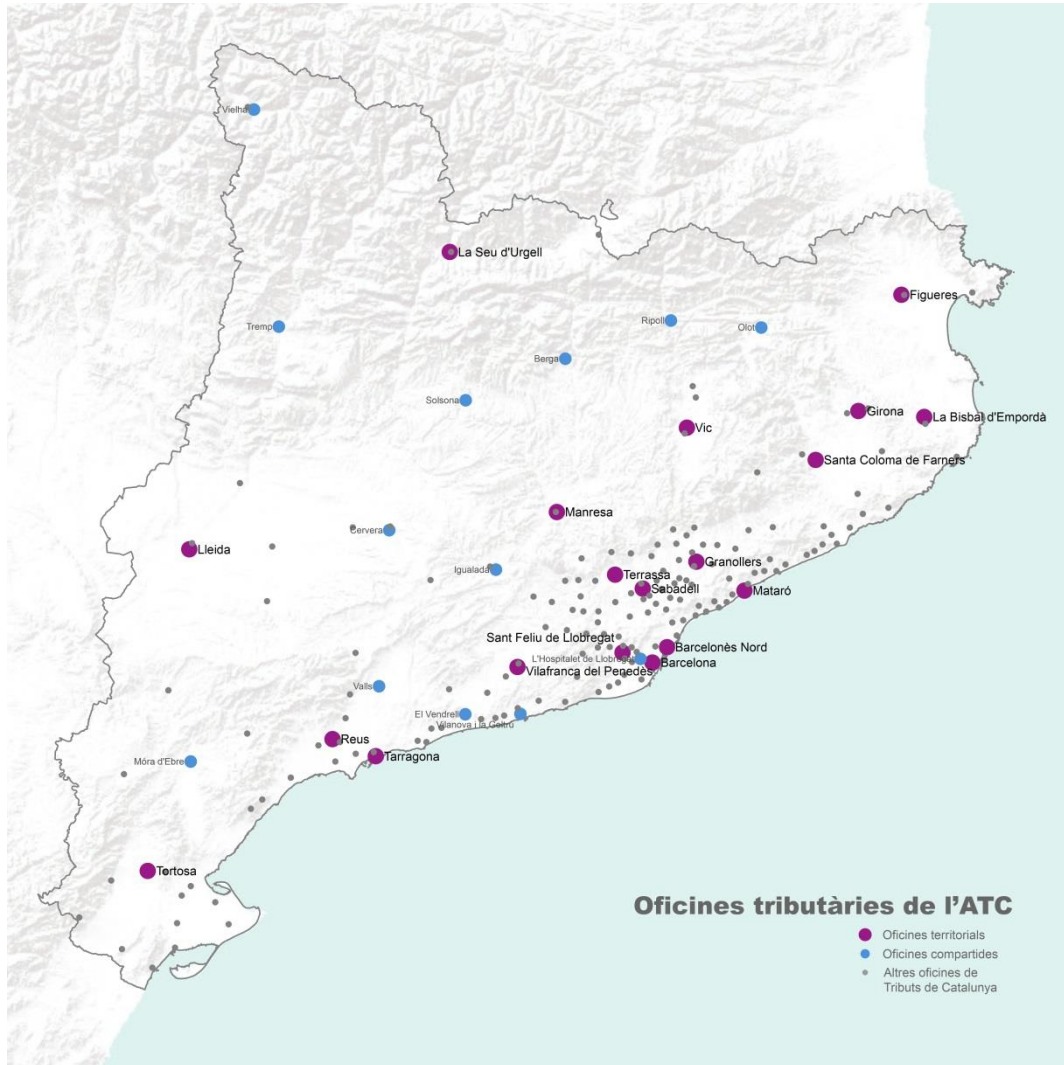 Vielha
La Seu d'Urgell
Figueres
Tremp
Ripoll
Olot
Berga
Solsona
Girona
La Bisbal d'Empordà
Vic
Santa Coloma de Farners
Manresa
Cervera
Lleida
Igualada
Granollers
Terrassa
Sabadell
Mataró
Sant Feliu de Llobregat
Barcelonès Nord
L'Hospitalet de Llobregat
Barcelona
Vilafranca del Penedès
Valls
El Vendrell
Vilanova i la Geltrú
Reus
Tarragona
Móra d'Ebre
Tortosa
Oficines tributàries de l'ATC
Oficines territorials
Oficines compartides
Altres oficines de
Tributs de Catalunya